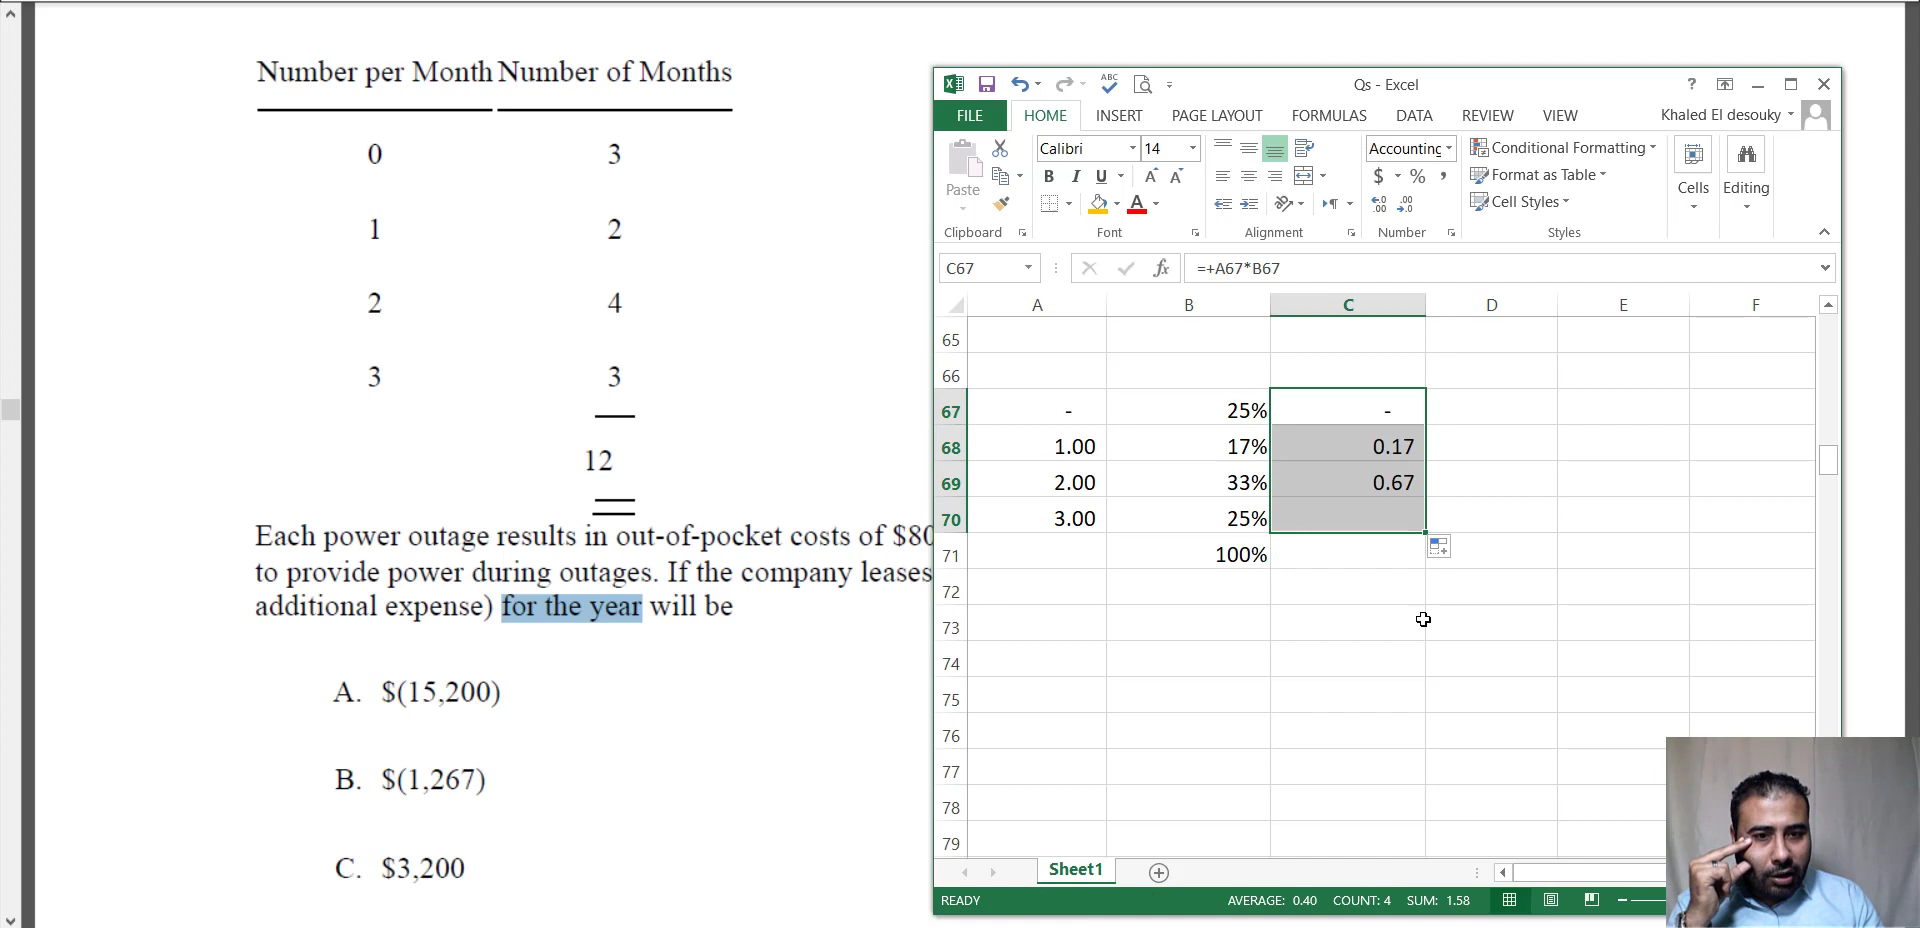 Number per Month Number of Months
0 3
1 2
2 4
3 3
12
Each power outage results in out-of-pocket costs of $80
to provide power during outages. If the company leases
additional expense) for the year will be
A. $(15,200)
B. $(1,267)
C. $3,200
ABC
Qs - Excel
?
FILE HOME INSERT PAGE LAYOUT FORMULAS DATA REVIEW VIEW Khaled El desouky
Paste
Calibri 14
B I U A A
A
Accounting
$ % ,
.0 .00
.00 .0
Conditional Formatting
Format as Table
Cell Styles
Cells Editing
Clipboard Font Alignment Number Styles
C67 fx =+A67*B67
A B C D E F
65
66
67 - 25% -
68 1.00 17% 0.17
69 2.00 33% 0.67
70 3.00 25%
71 100%
72
73
74
75
76
77
78
79
Sheet1
READY AVERAGE: 0.40 COUNT: 4 SUM: 1.58